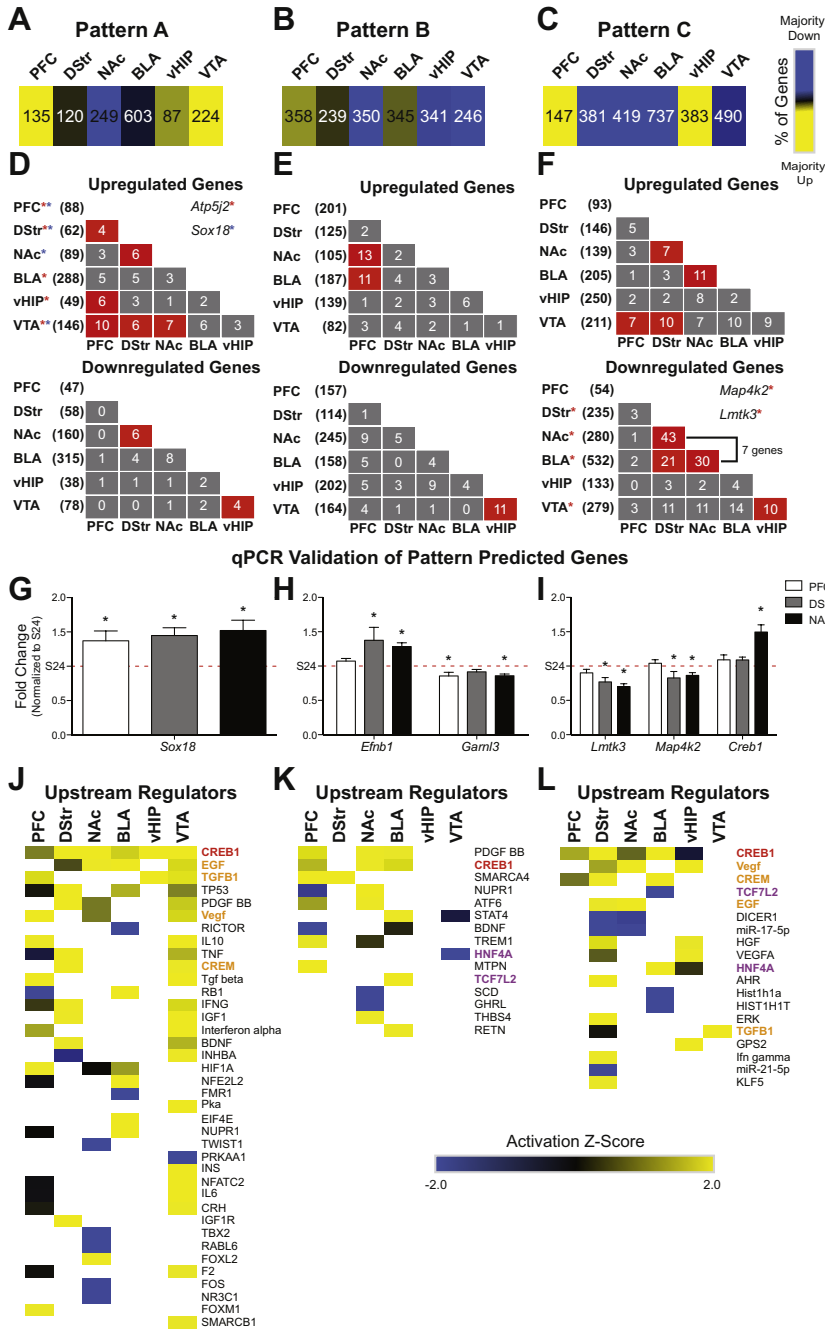 A Pattern A
PFC DStr NAc BLA vHIP VTA
135 120 249 603 87 224
B Pattern B
PFC DStr NAc BLA vHIP VTA
358 239 350 345 341 246
C Pattern C
PFC DStr NAc BLA vHIP VTA
147 381 419 737 383 490
Majority Down
% of Genes
Majority Up
D Upregulated Genes
PFC** (88) Atp5j2*
DStr** (62) 4 Sox18*
NAc* (89) 3 6
BLA* (288) 5 5 3
vHIP* (49) 6 3 1 2
VTA** (146) 10 6 7 6 3
PFC DStr NAc BLA vHIP
Downregulated Genes
PFC (47)
DStr (58) 0
NAc (160) 0 6
BLA (315) 1 4 8
vHIP (38) 1 1 1 2
VTA (78) 0 0 1 2 4
PFC DStr NAc BLA vHIP
E Upregulated Genes
PFC (201)
DStr (125) 2
NAc (105) 13 2
BLA (187) 11 4 3
vHIP (139) 1 2 3 6
VTA (82) 3 4 2 1 1
PFC DStr NAc BLA vHIP
Downregulated Genes
PFC (157)
DStr (114) 1
NAc (245) 9 5
BLA (158) 5 0 4
vHIP (202) 3 5 9 4
VTA (164) 4 1 1 0 11
PFC DStr NAc BLA vHIP
F Upregulated Genes
PFC (93)
DStr (146) 5
NAc (139) 3 7
BLA (205) 1 3 11
vHIP (250) 2 2 8 2
VTA (211) 7 10 7 10 9
PFC DStr NAc BLA vHIP
Downregulated Genes
PFC (54) Map4k2*
DStr* (235) 3 Lmtk3*
NAc* (280) 1 43
BLA* (532) 2 21 30
7 genes
vHIP (133) 0 3 2 4
VTA* (279) 3 11 11 14 10
PFC DStr NAc BLA vHIP
qPCR Validation of Pattern Predicted Genes
G
Fold Change
(Normalized to S24)
2.0
1.5
S24
0.5
0.0
* * *
Sox18
H
2.0
1.5
S24
0.5
0.0
* * * *
Efnb1 Garnl3
I
2.0
1.5
S24
0.5
0.0
* * * * *
Lmtk3 Map4k2 Creb1
PFC
DS
NA
J Upstream Regulators
PFC DStr NAc BLA vHIP VTA
CREB1
EGF
TGFB1
TP53
PDGF BB
Vegf
RICTOR
IL10
TNF
CREM
Tgf beta
RB1
IFNG
IGF1
Interferon alpha
BDNF
INHBA
HIF1A
NFE2L2
FMR1
Pka
EIF4E
NUPR1
TWIST1
PRKAA1
INS
NFATC2
IL6
CRH
IGF1R
TBX2
RABL6
FOXL2
F2
FOS
NR3C1
FOXM1
SMARCB1
K Upstream Regulators
PFC DStr NAc BLA vHIP VTA
PDGF BB
CREB1
SMARCA4
NUPR1
ATF6
STAT4
BDNF
TREM1
HNF4A
MTPN
TCF7L2
SCD
GHRL
THBS4
RETN
L Upstream Regulators
PFC DStr NAc BLA vHIP VTA
CREB1
Vegf
CREM
TCF7L2
EGF
DICER1
miR-17-5p
HGF
VEGFA
HNF4A
AHR
Hist1h1a
HIST1H1T
ERK
TGFB1
GPS2
Ifn gamma
miR-21-5p
KLF5
Activation Z-Score
-2.0 2.0